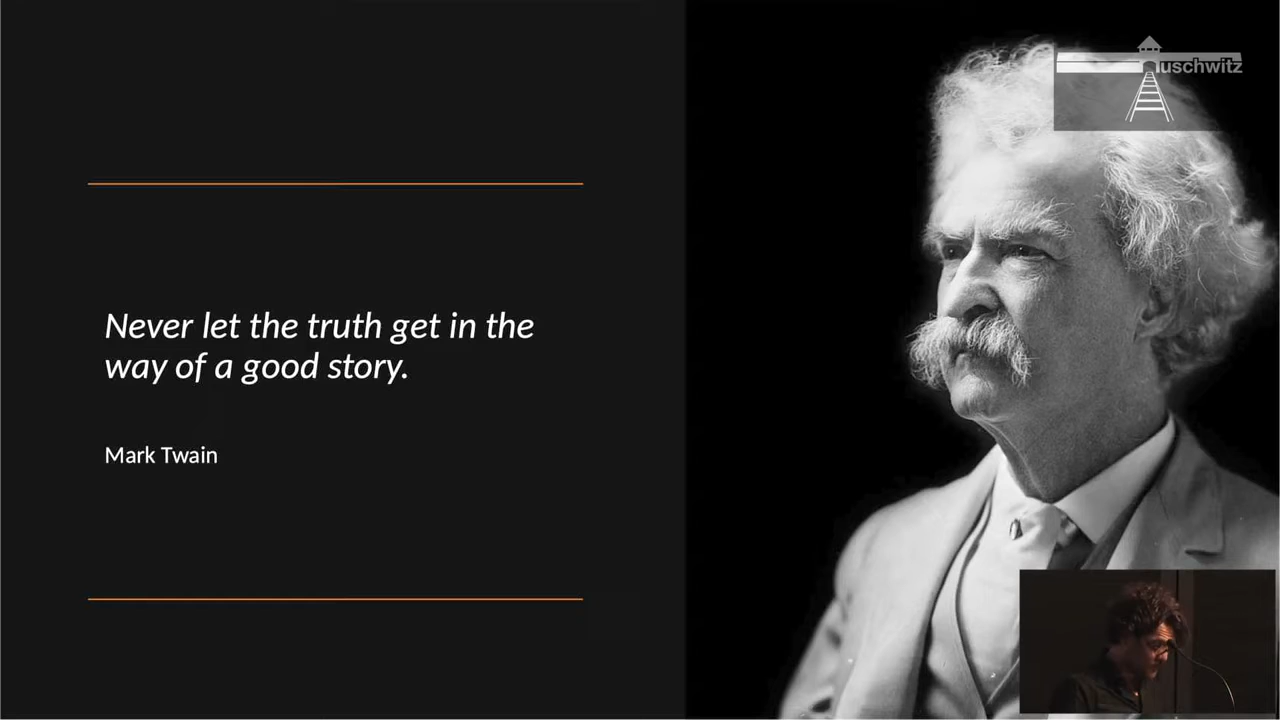 uschwitz
Never let the truth get in the
way of a good story.
Mark Twain